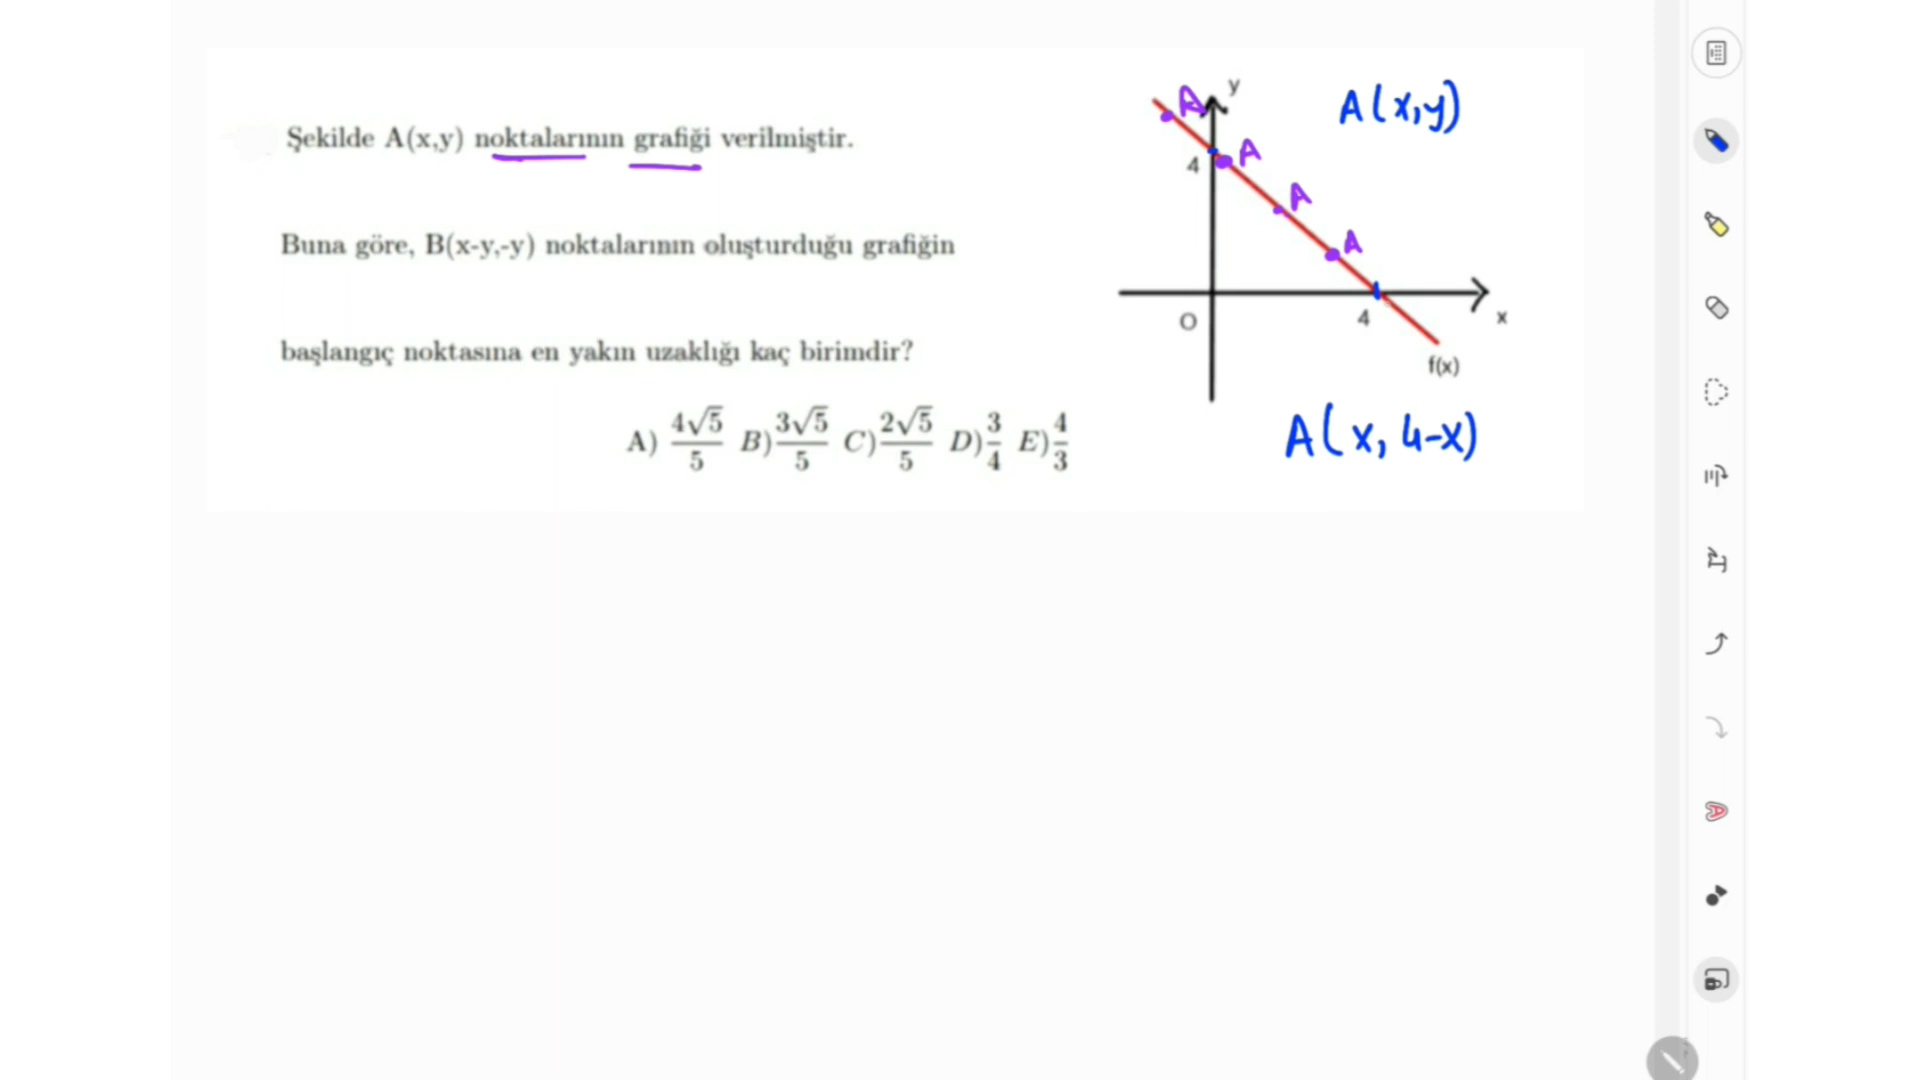 Şekilde A(x,y) noktalarının grafiği verilmiştir.
Buna göre, B(x-y,-y) noktalarının oluşturduğu grafiğin
başlangıç noktasına en yakın uzaklığı kaç birimdir?
A) 4√5/5 B) 3√5/5 C) 2√5/5 D) 3/4 E) 4/3
y
A
A(x,y)
A
4
A
A
O
4
x
f(x)
A(x, 4-x)